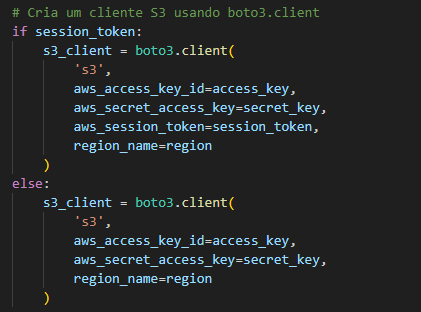 # Cria um cliente S3 usando boto3.client
if session_token:
    s3_client = boto3.client(
        's3',
        aws_access_key_id=access_key,
        aws_secret_access_key=secret_key,
        aws_session_token=session_token,
        region_name=region
    )
else:
    s3_client = boto3.client(
        's3',
        aws_access_key_id=access_key,
        aws_secret_access_key=secret_key,
        region_name=region
    )